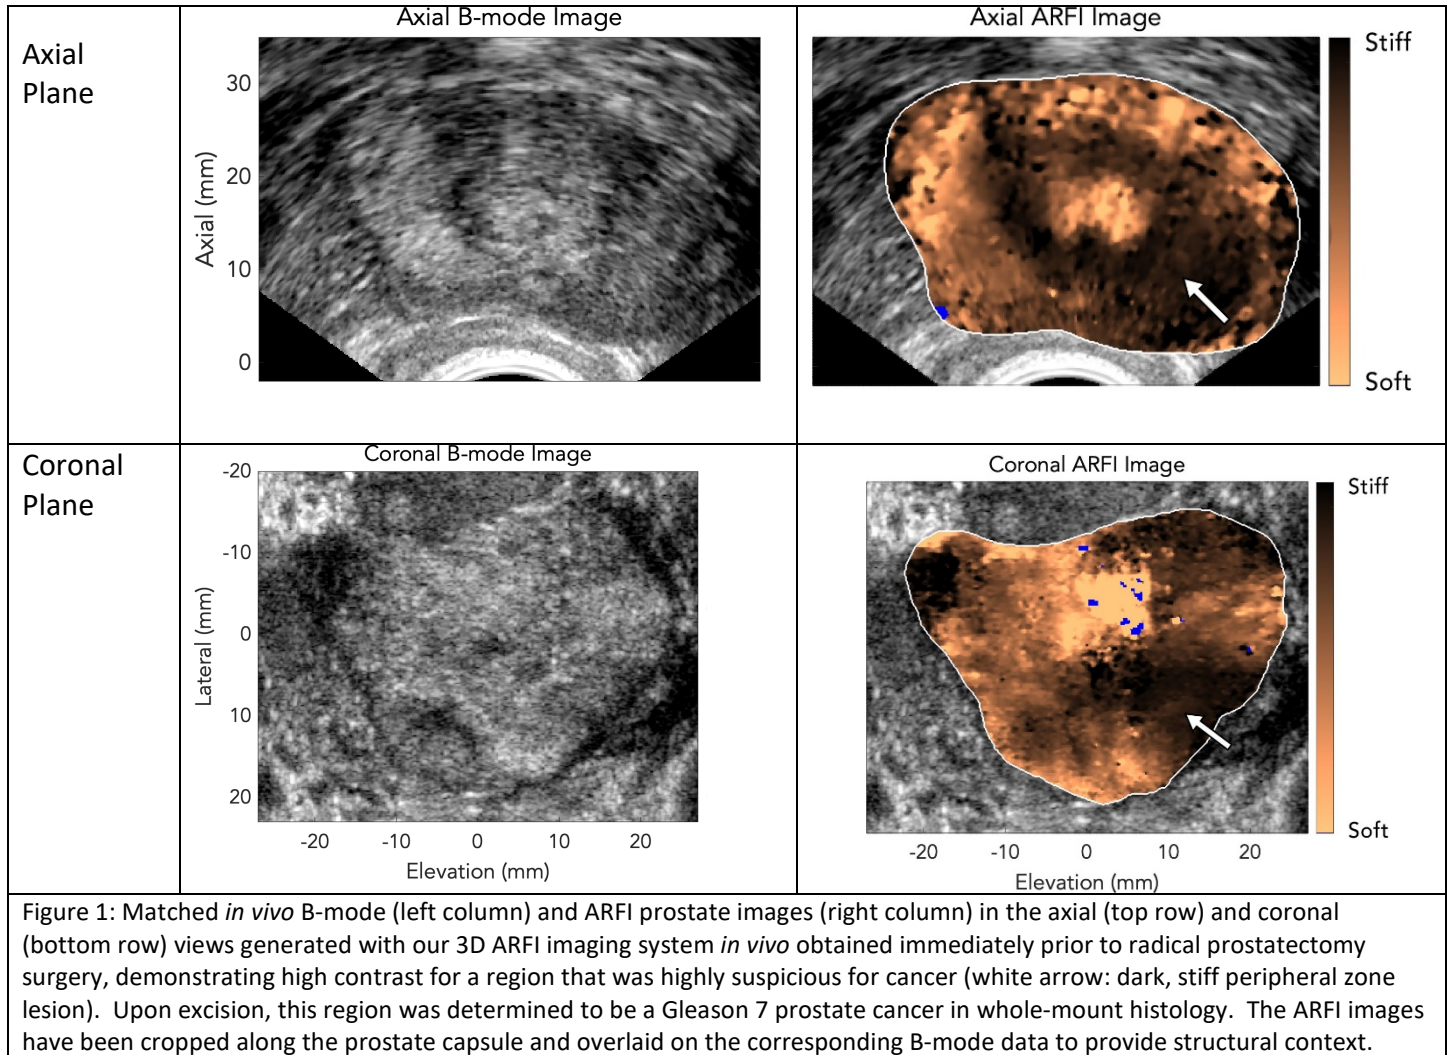 Axial
Plane
Axial B-mode Image
Axial (mm)
30
20
10
0
Axial ARFI Image
Stiff
Soft
Coronal
Plane
Coronal B-mode Image
Lateral (mm)
-20
-10
0
10
20
-20 -10 0 10 20
Elevation (mm)
Coronal ARFI Image
Stiff
Soft
-20 -10 0 10 20
Elevation (mm)
Figure 1: Matched in vivo B-mode (left column) and ARFI prostate images (right column) in the axial (top row) and coronal
(bottom row) views generated with our 3D ARFI imaging system in vivo obtained immediately prior to radical prostatectomy
surgery, demonstrating high contrast for a region that was highly suspicious for cancer (white arrow: dark, stiff peripheral zone
lesion).  Upon excision, this region was determined to be a Gleason 7 prostate cancer in whole-mount histology.  The ARFI images
have been cropped along the prostate capsule and overlaid on the corresponding B-mode data to provide structural context.